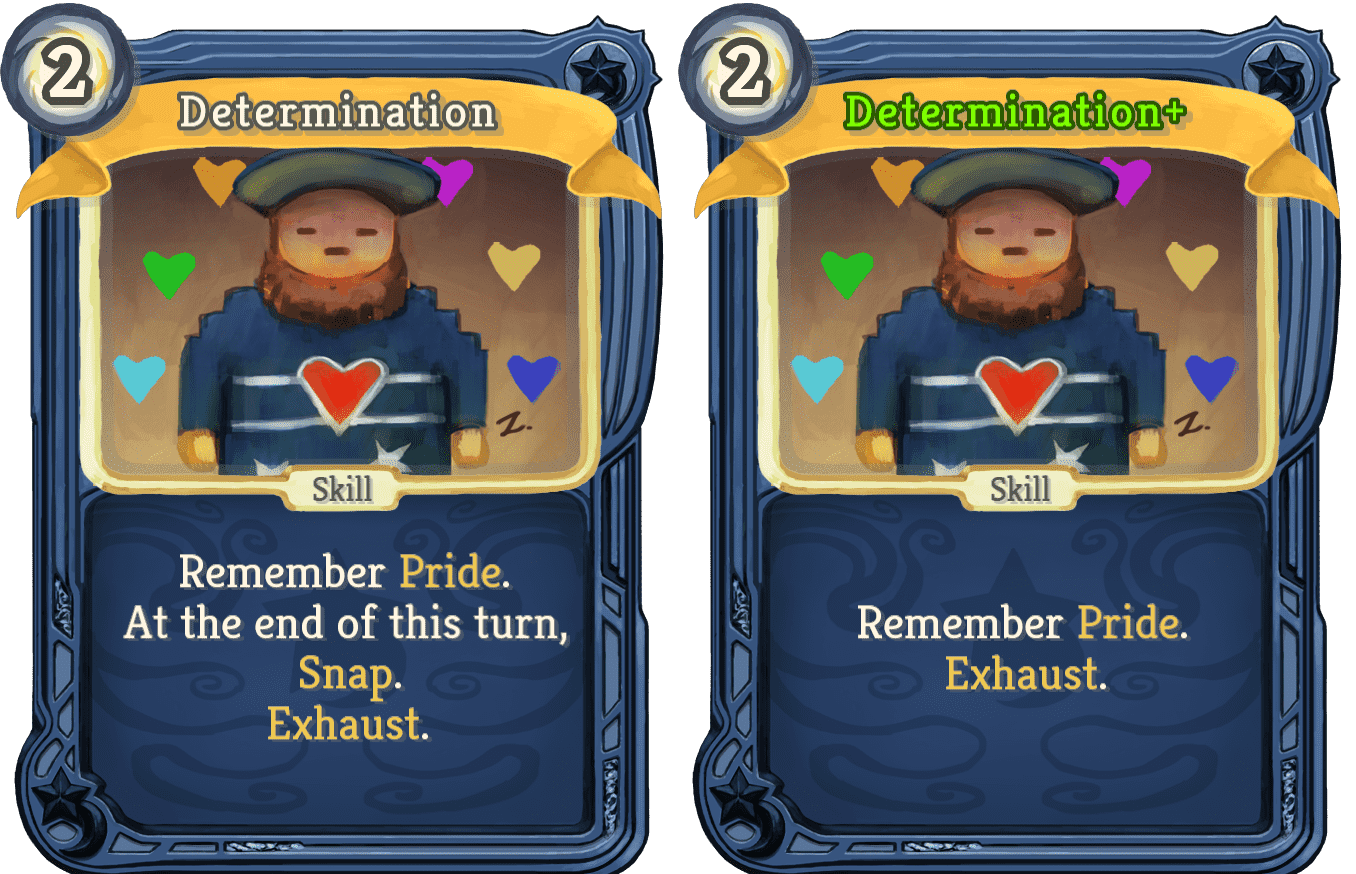 2
Determination
Z.
Skill
Remember Pride.
At the end of this turn,
Snap.
Exhaust.
2
Determination+
Z.
Skill
Remember Pride.
Exhaust.